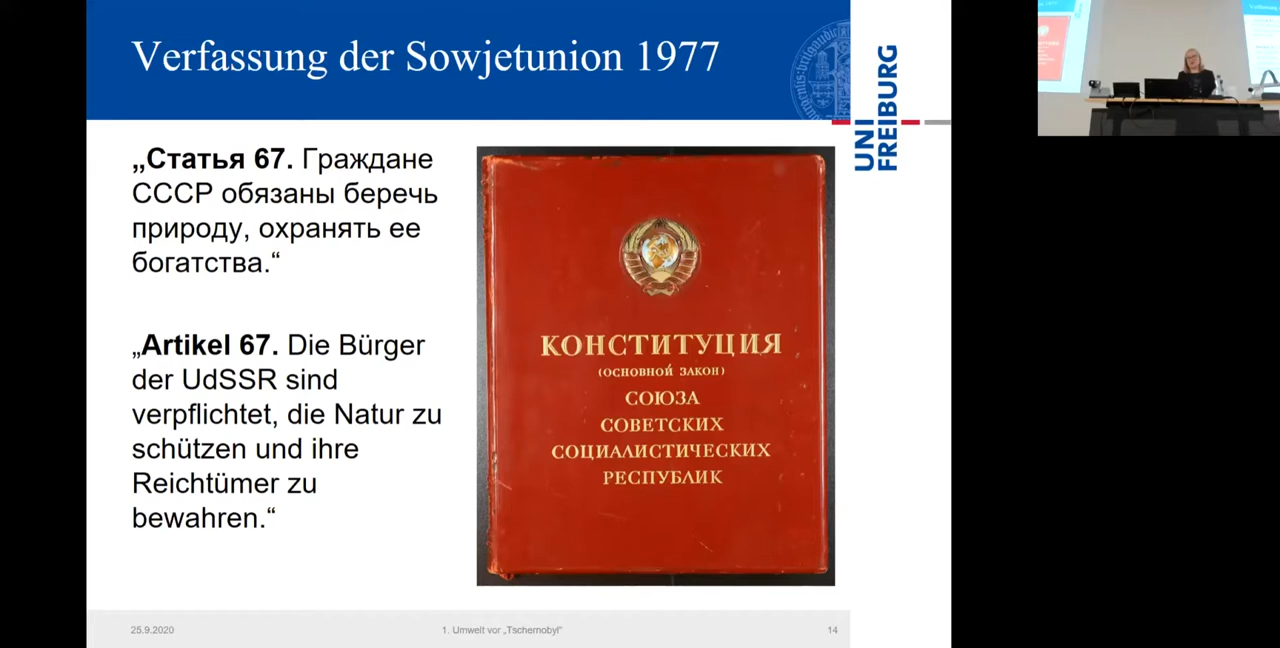 Verfassung der Sowjetunion 1977
UNI
FREIBURG
„Статья 67. Граждане
СССР обязаны беречь
природу, охранять ее
богатства.“
„Artikel 67. Die Bürger
der UdSSR sind
verpflichtet, die Natur zu
schützen und ihre
Reichtümer zu
bewahren.“
КОНСТИТУЦИЯ
(ОСНОВНОЙ ЗАКОН)
СОЮЗА
СОВЕТСКИХ
СОЦИАЛИСТИЧЕСКИХ
РЕСПУБЛИК
25.9.2020
1. Umwelt vor „Tschernobyl“
14